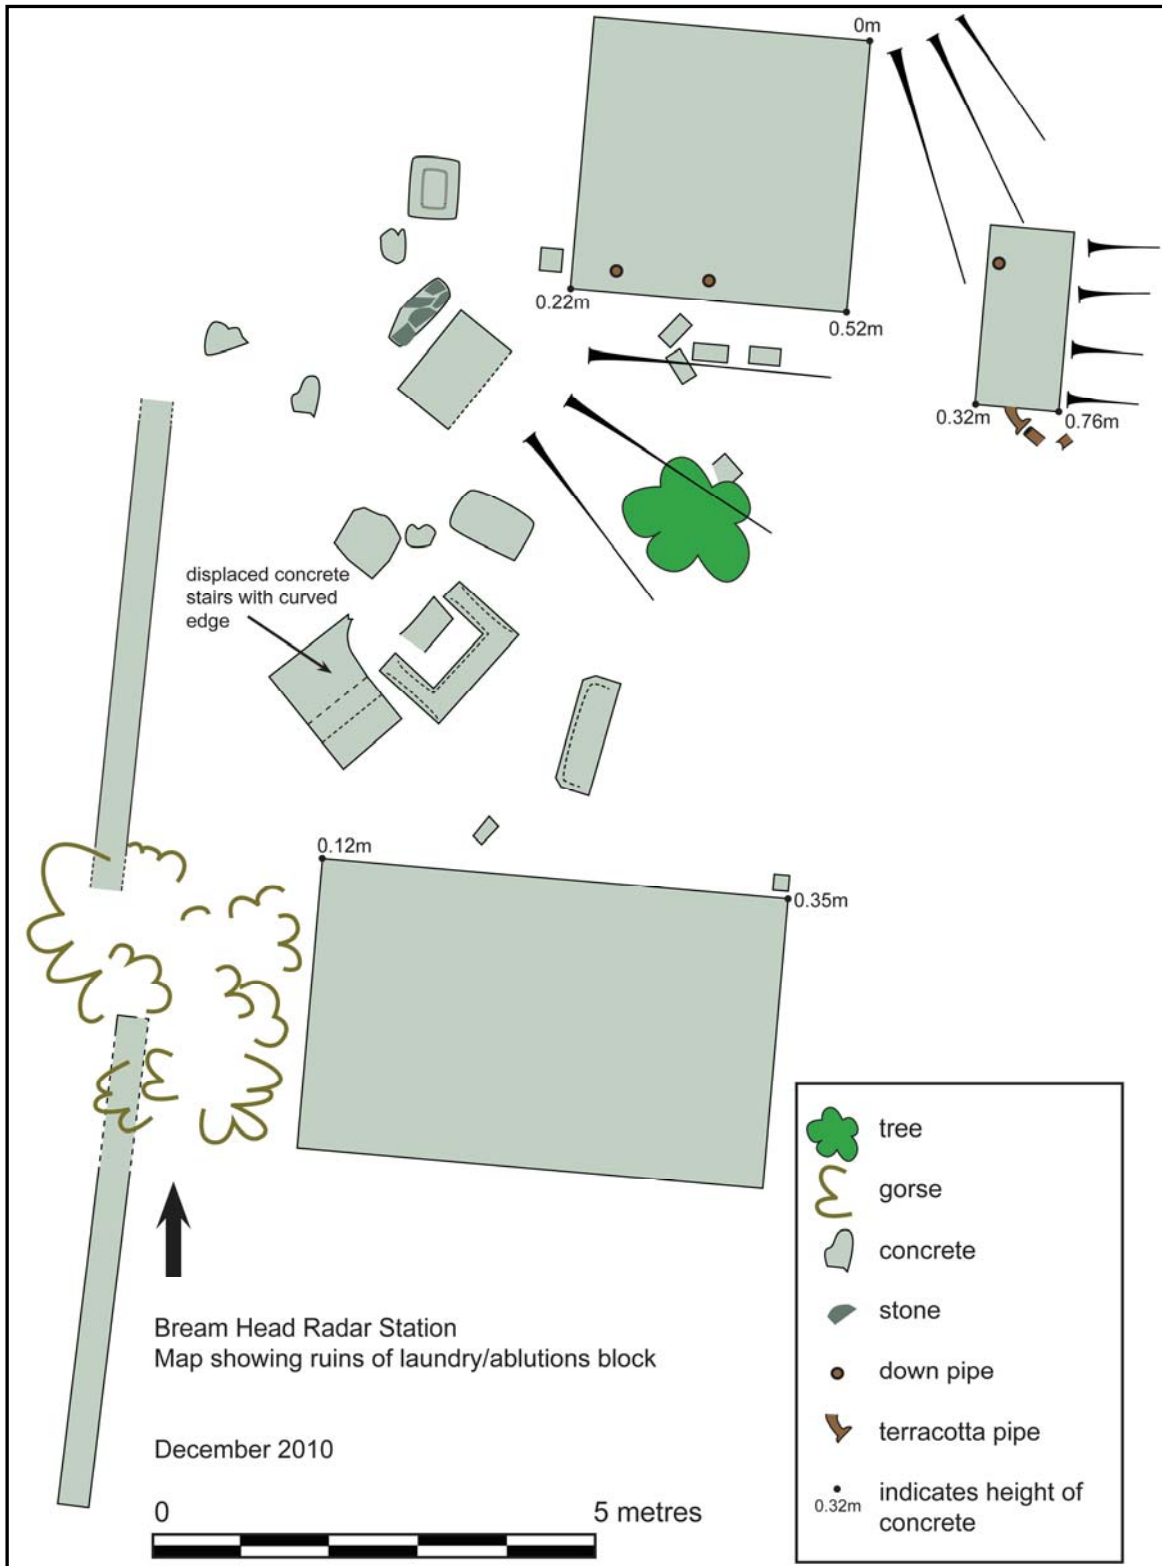 0m
0.22m
0.52m
0.32m
0.76m
displaced concrete
stairs with curved
edge
0.12m
0.35m
tree
gorse
concrete
stone
down pipe
terracotta pipe
0.32m
indicates height of
concrete
Bream Head Radar Station
Map showing ruins of laundry/ablutions block
December 2010
0
5 metres